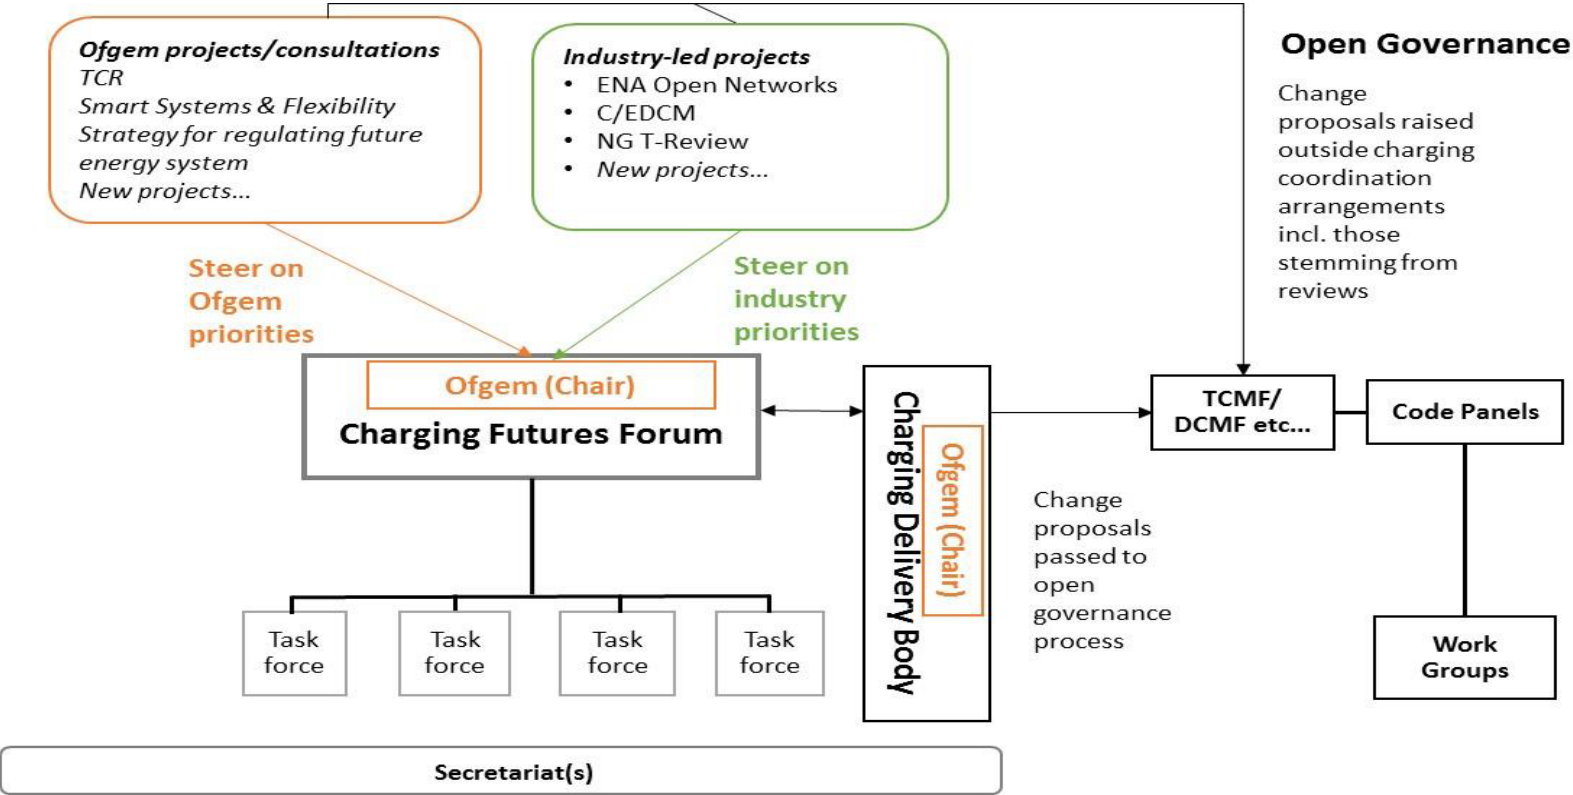 Ofgem projects/consultations
TCR
Smart Systems & Flexibility
Strategy for regulating future
energy system
New projects...
Industry-led projects
• ENA Open Networks
• C/EDCM
• NG T-Review
• New projects...
Open Governance
Change
proposals raised
outside charging
coordination
arrangements
incl. those
stemming from
reviews
Steer on
Ofgem
priorities
Steer on
industry
priorities
Ofgem (Chair)
Charging Futures Forum
Charging Delivery Body
Ofgem (Chair)
TCMF/
DCMF etc...
Code Panels
Change
proposals
passed to
open
governance
process
Task
force
Task
force
Task
force
Task
force
Work
Groups
Secretariat(s)